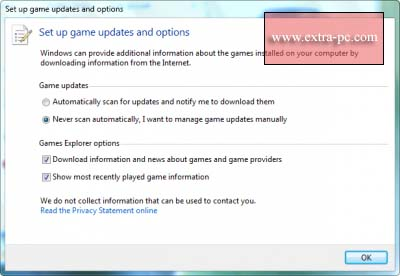 Set up game updates and options
Set up game updates and options
Windows can provide additional information about the games installed on your computer by
downloading information from the Internet.
www.extra-pc.com
Game updates
Automatically scan for updates and notify me to download them
Never scan automatically, I want to manage game updates manually
Games Explorer options
Download information and news about games and game providers
Show most recently played game information
We do not collect information that can be used to contact you.
Read the Privacy Statement online
OK